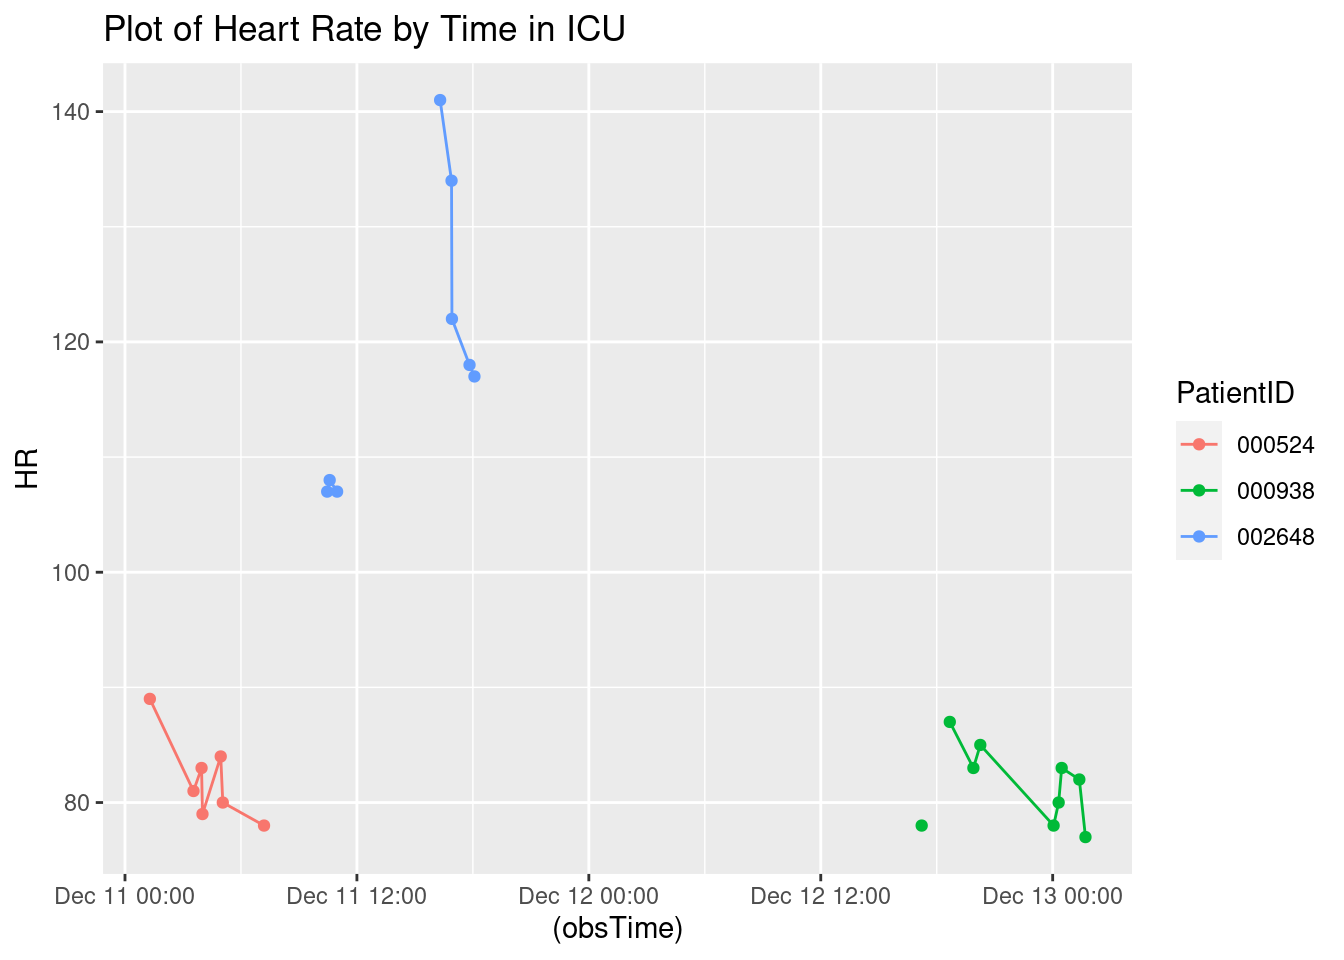 Plot of Heart Rate by Time in ICU
140
120
100
80
HR
Dec 11 00:00 Dec 11 12:00 Dec 12 00:00 Dec 12 12:00 Dec 13 00:00
(obsTime)
PatientID
000524
000938
002648